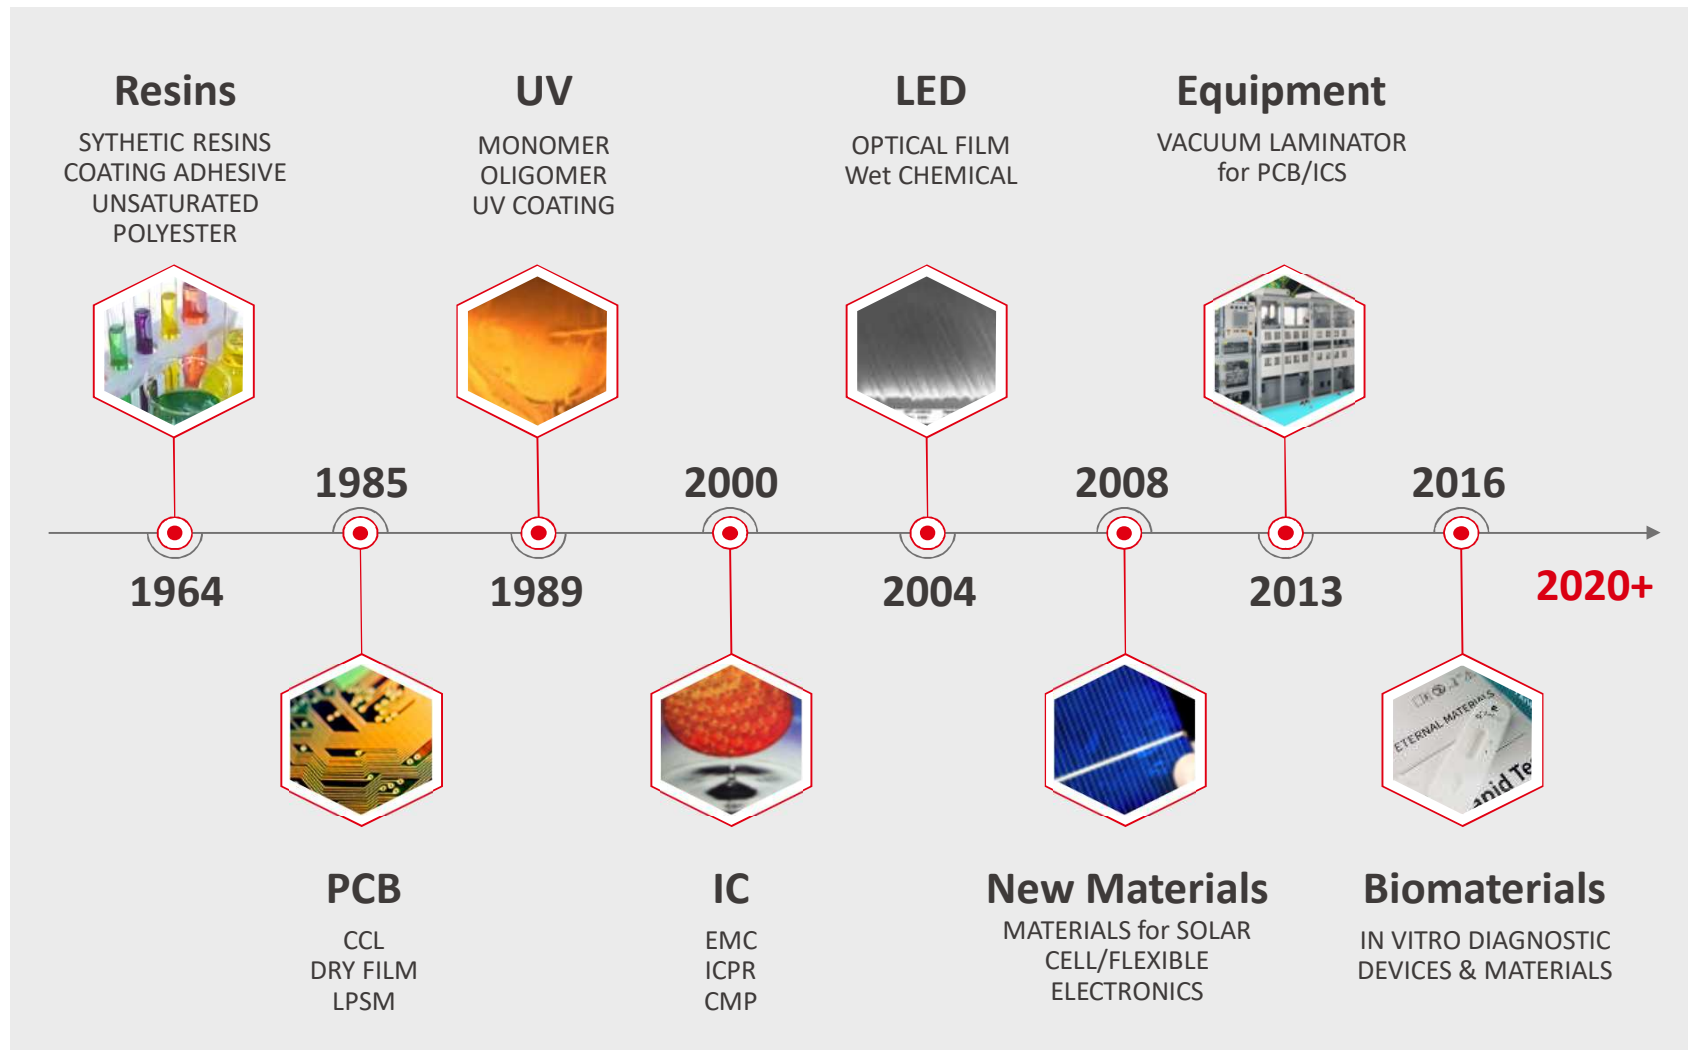 Resins
SYTHETIC RESINS
COATING ADHESIVE
UNSATURATED
POLYESTER
UV
MONOMER
OLIGOMER
UV COATING
LED
OPTICAL FILM
Wet CHEMICAL
Equipment
VACUUM LAMINATOR
for PCB/ICS
1985
2000
2008
2016
1964
1989
2004
2013
2020+
ETERNAL MATERIALS
PCB
CCL
DRY FILM
LPSM
IC
EMC
ICPR
CMP
New Materials
MATERIALS for SOLAR
CELL/FLEXIBLE
ELECTRONICS
Biomaterials
IN VITRO DIAGNOSTIC
DEVICES & MATERIALS